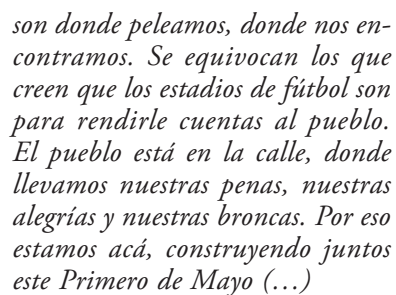 son donde peleamos, donde nos en-
contramos. Se equivocan los que
creen que los estadios de fútbol son
para rendirle cuentas al pueblo.
El pueblo está en la calle, donde
llevamos nuestras penas, nuestras
alegrías y nuestras broncas. Por eso
estamos acá, construyendo juntos
este Primero de Mayo (…)